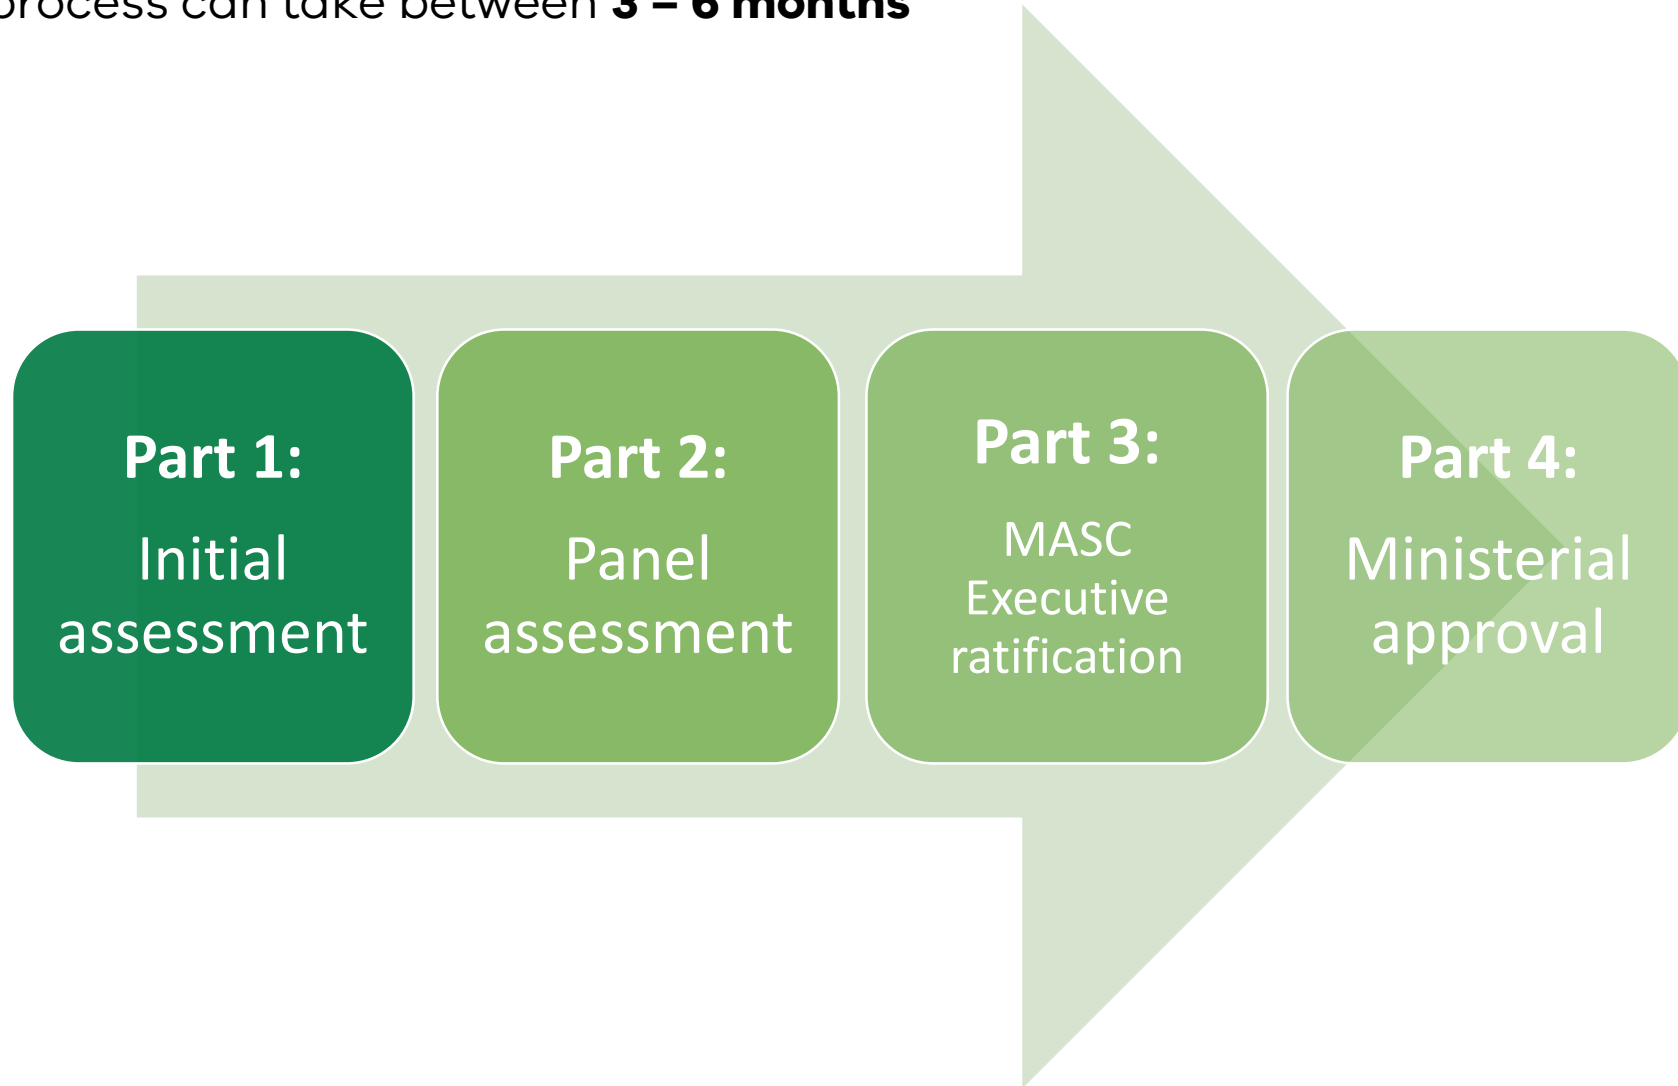 process can take between 3 – 6 months
Part 1:
Initial
assessment
Part 2:
Panel
assessment
Part 3:
MASC
Executive
ratification
Part 4:
Ministerial
approval